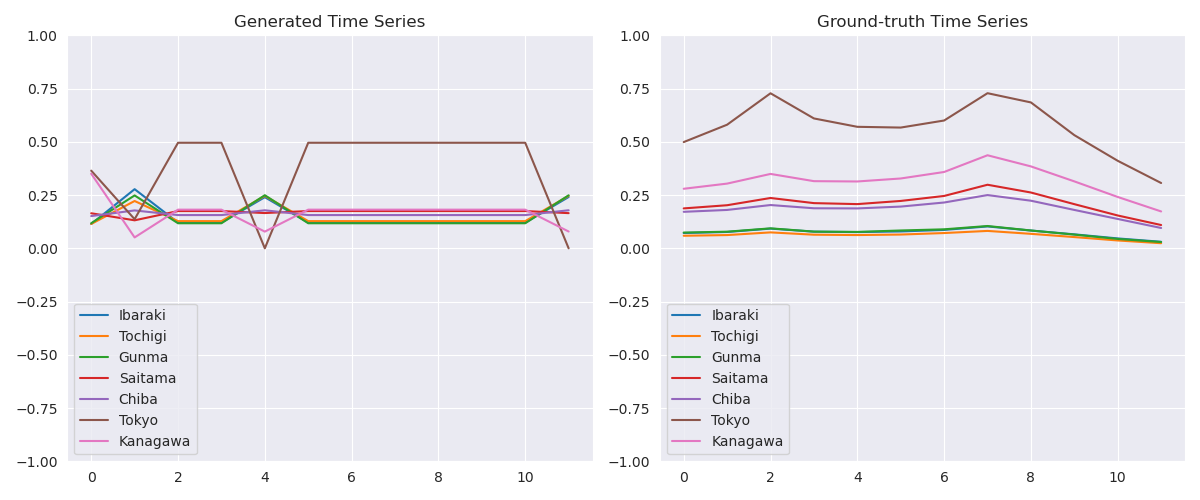 Generated Time Series
1.00
0.75
0.50
0.25
0.00
−0.25
−0.50
−0.75
−1.00
Ibaraki
Tochigi
Gunma
Saitama
Chiba
Tokyo
Kanagawa
0 2 4 6 8 10
Ground-truth Time Series
1.00
0.75
0.50
0.25
0.00
−0.25
−0.50
−0.75
−1.00
Ibaraki
Tochigi
Gunma
Saitama
Chiba
Tokyo
Kanagawa
0 2 4 6 8 10